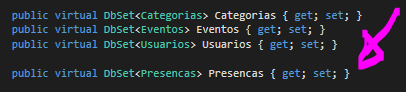 public virtual DbSet<Categorias> Categorias { get; set; }
public virtual DbSet<Eventos> Eventos { get; set; }
public virtual DbSet<Usuarios> Usuarios { get; set; }
public virtual DbSet<Presencas> Presencas { get; set; }